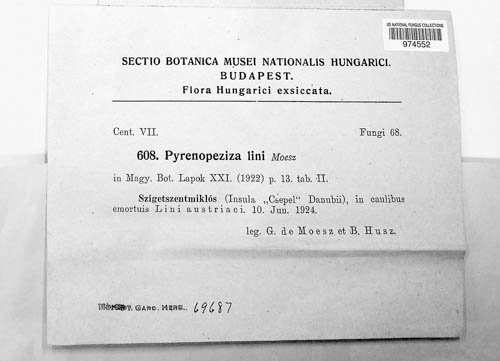 US NATIONAL FUNGUS COLLECTIONS
974552
SECTIO BOTANICA MUSEI NATIONALIS HUNGARICI.
BUDAPEST.
Flora Hungarici exsiccata.
Cent. VII. Fungi 68.
608. Pyrenopeziza lini Moesz
in Magy. Bot. Lapok XXI. (1922) p. 13. tab. II.
Szigetszentmiklós (Insula „Csepel" Danubii), in caulibus
emortuis Lini austriaci. 10. Jun. 1924.
leg. G. de Moesz et B. Husz.
BOT. GARD. HERB. 69687